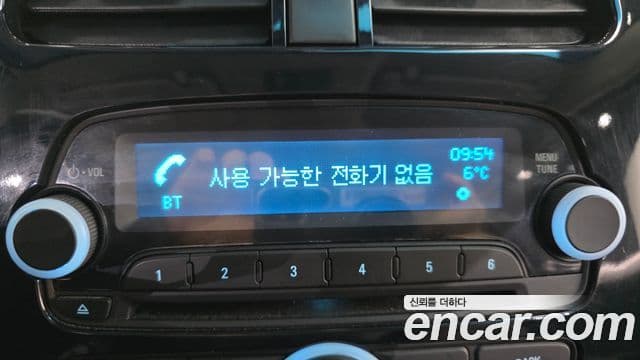 09:54
MENU
TUNE
VOL
사용 가능한 전화기 없음
6°C
BT
1 2 3 4 5 6
신뢰를 더하다
encar.com